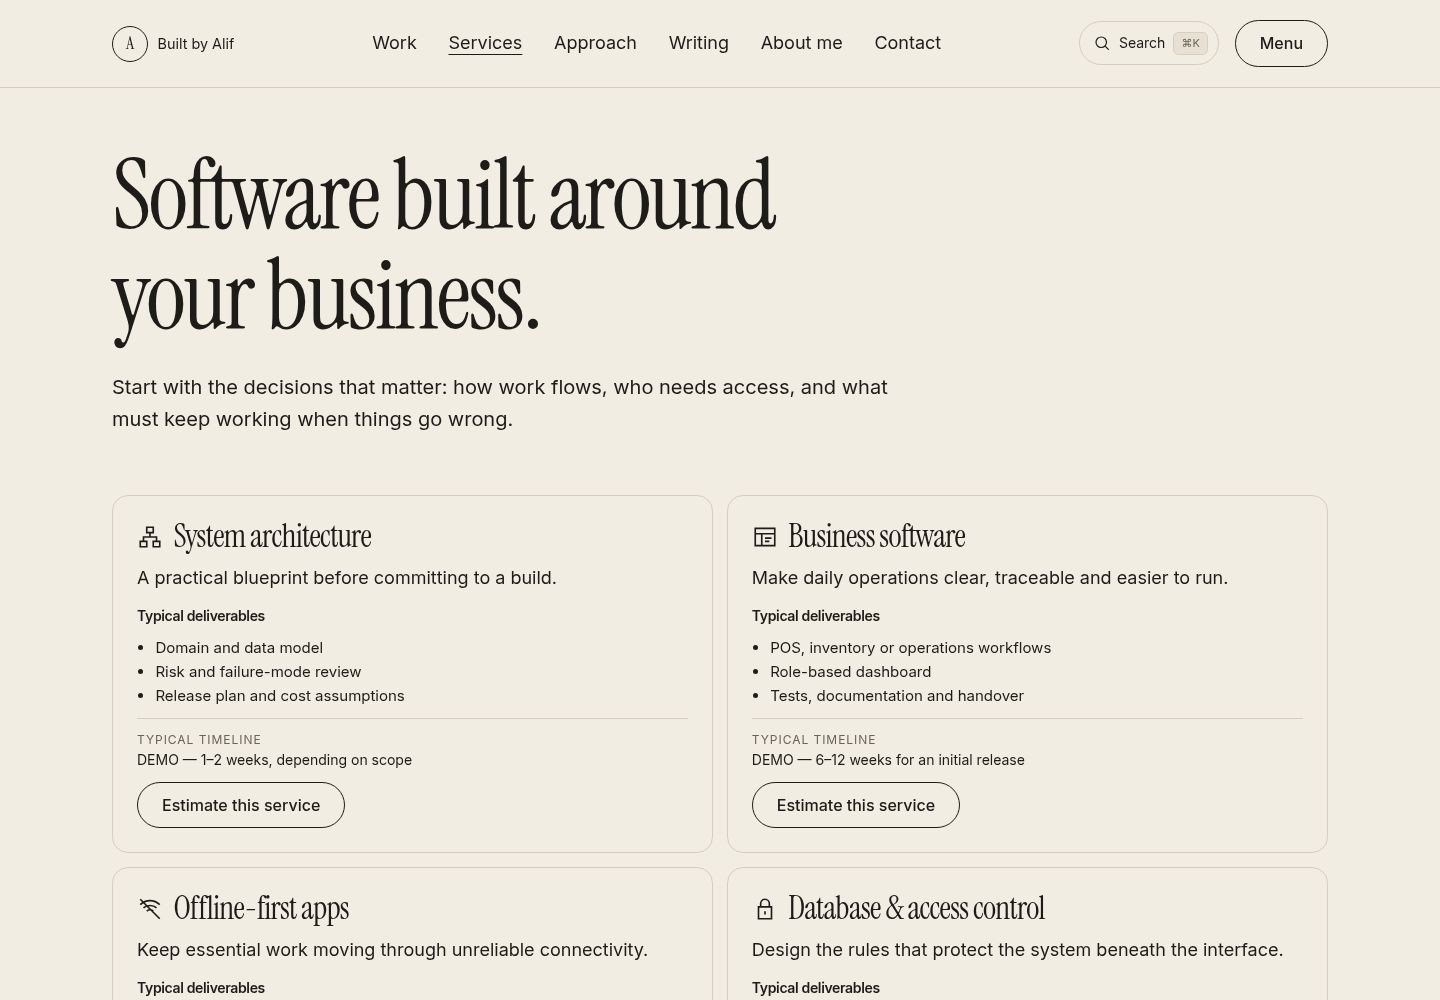 A Built by Alif
Work Services Approach Writing About me Contact
Search ⌘K Menu
Software built around
your business.
Start with the decisions that matter: how work flows, who needs access, and what
must keep working when things go wrong.
System architecture
A practical blueprint before committing to a build.
Typical deliverables
• Domain and data model
• Risk and failure-mode review
• Release plan and cost assumptions
TYPICAL TIMELINE
DEMO — 1–2 weeks, depending on scope
Estimate this service
Business software
Make daily operations clear, traceable and easier to run.
Typical deliverables
• POS, inventory or operations workflows
• Role-based dashboard
• Tests, documentation and handover
TYPICAL TIMELINE
DEMO — 6–12 weeks for an initial release
Estimate this service
Offline-first apps
Keep essential work moving through unreliable connectivity.
Typical deliverables
Database & access control
Design the rules that protect the system beneath the interface.
Typical deliverables